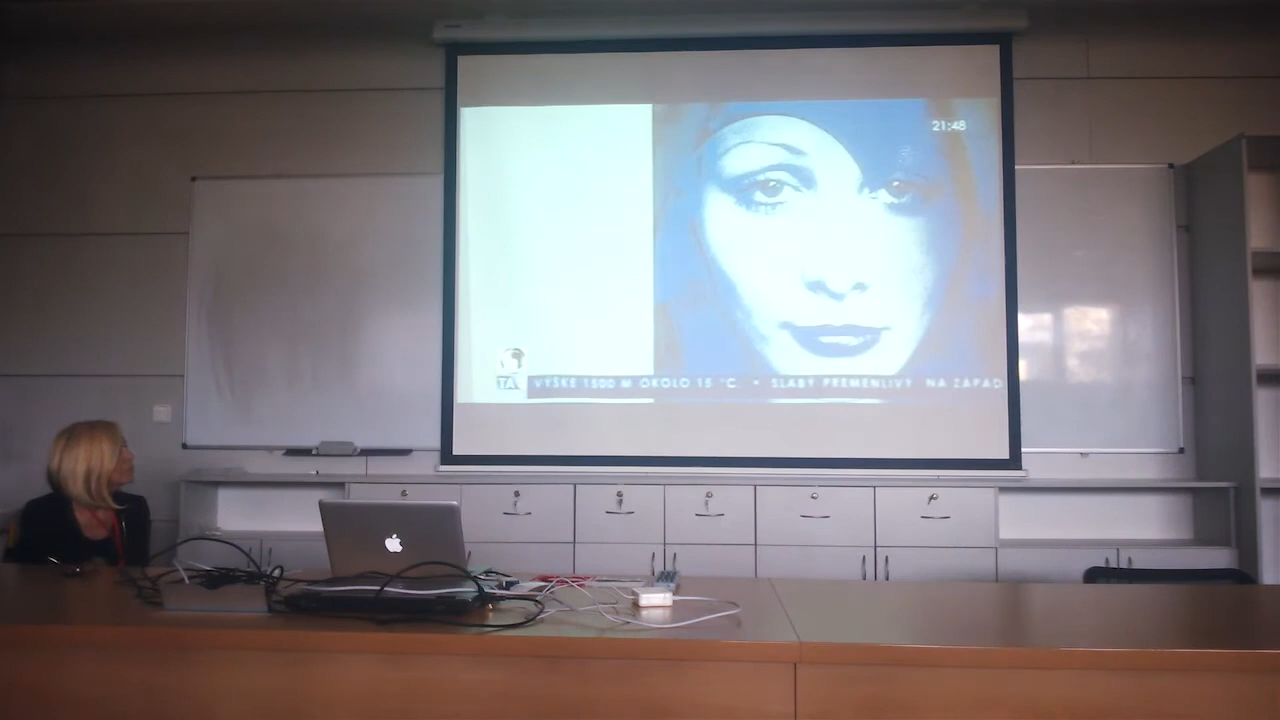 21:48
TA
VÝŠKE 1500 M OKOLO 15 °C. • SLABÝ PREMENLIVÝ NA ZÁPAD